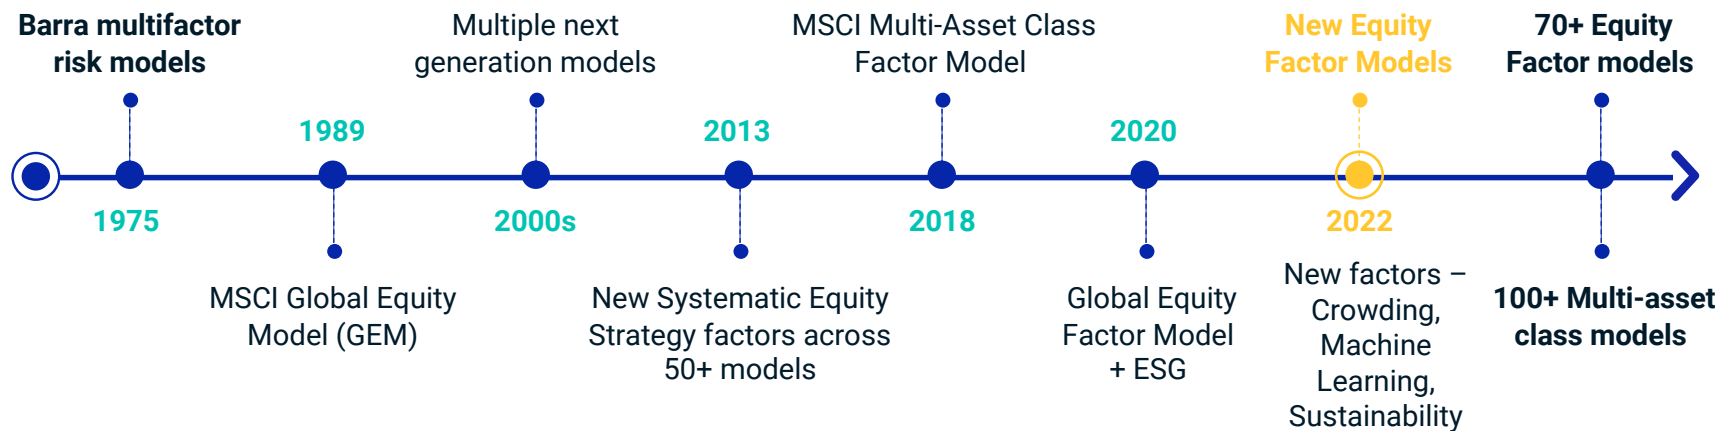 Barra multifactor
risk models
1975
1989
MSCI Global Equity
Model (GEM)
Multiple next
generation models
2000s
2013
New Systematic Equity
Strategy factors across
50+ models
MSCI Multi-Asset Class
Factor Model
2018
2020
Global Equity
Factor Model
+ ESG
New Equity
Factor Models
2022
New factors –
Crowding,
Machine
Learning,
Sustainability
70+ Equity
Factor models
100+ Multi-asset
class models